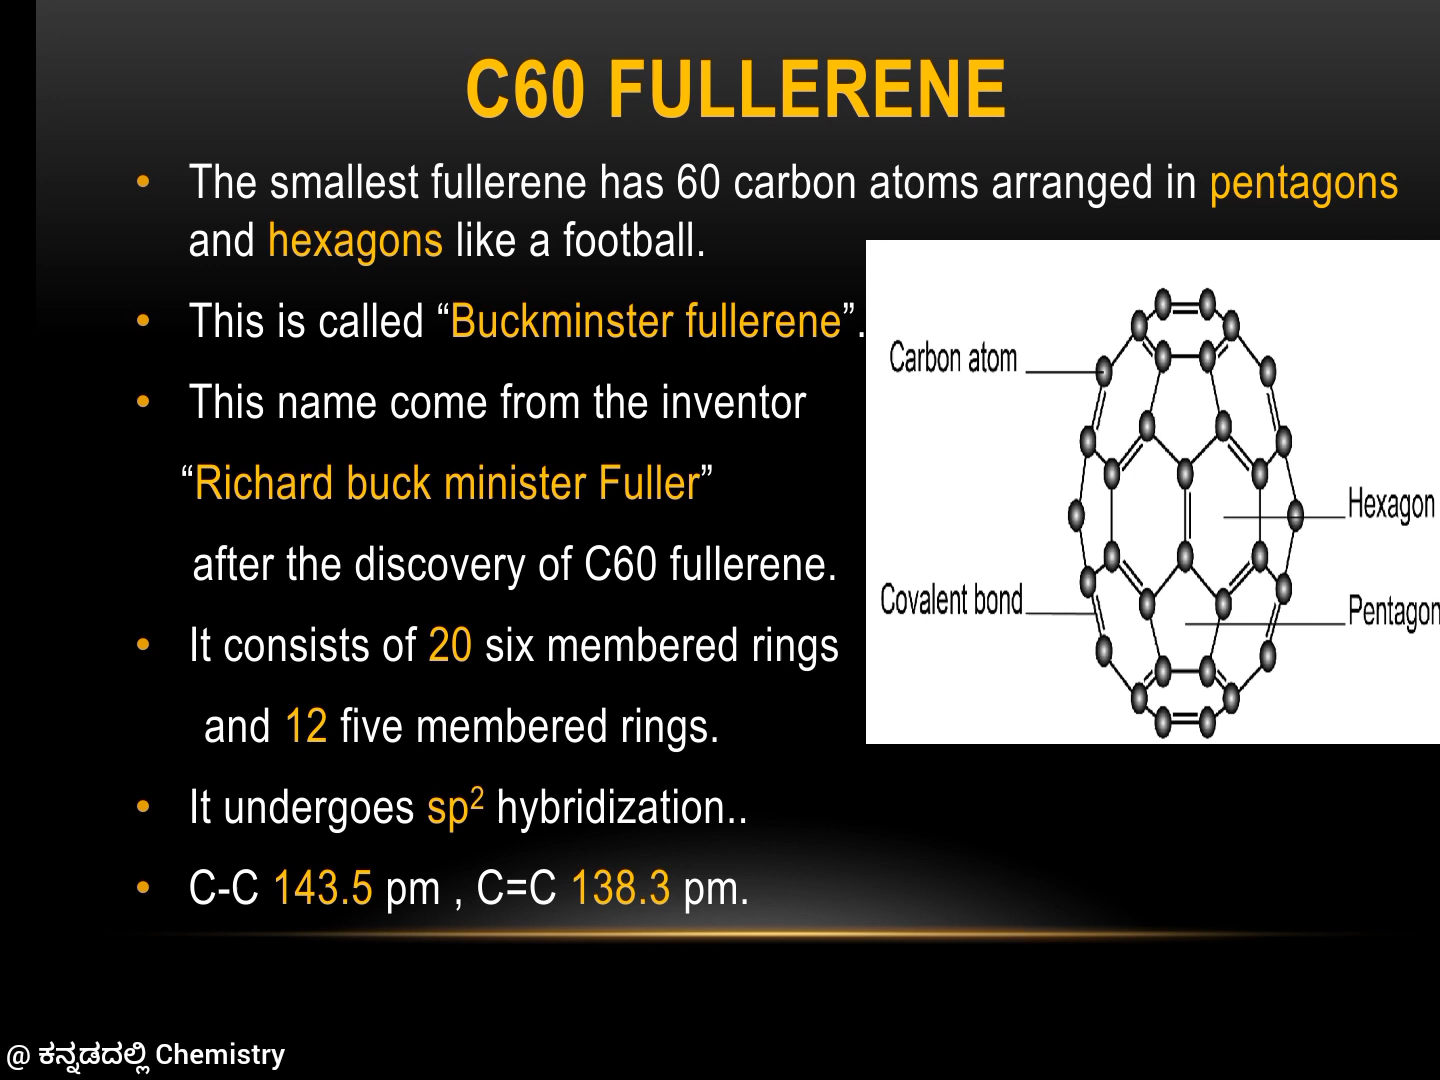 C60 FULLERENE
• The smallest fullerene has 60 carbon atoms arranged in pentagons
and hexagons like a football.
• This is called “Buckminster fullerene”.
• This name come from the inventor
“Richard buck minister Fuller”
after the discovery of C60 fullerene.
• It consists of 20 six membered rings
and 12 five membered rings.
• It undergoes sp² hybridization..
• C-C 143.5 pm , C=C 138.3 pm.
Carbon atom
Hexagon
Covalent bond
Pentagon
@ ಕನ್ನಡದಲ್ಲಿ Chemistry